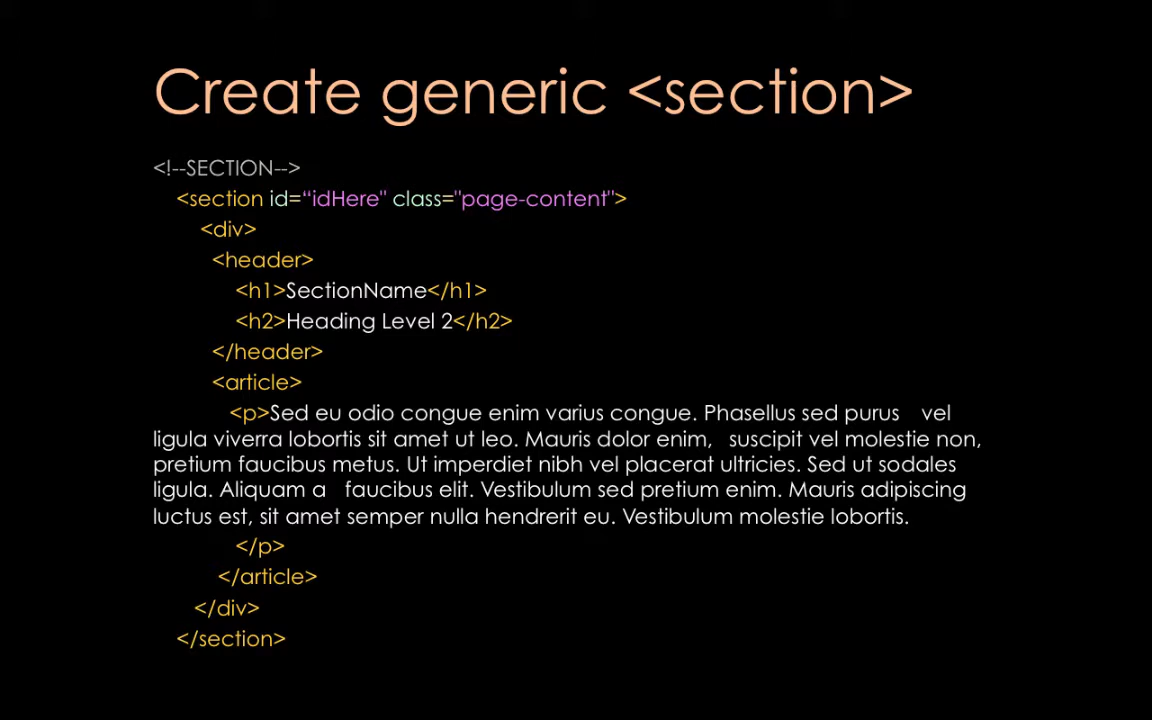 Create generic <section>
<!--SECTION-->
<section id=“idHere" class="page-content">
<div>
<header>
<h1>SectionName</h1>
<h2>Heading Level 2</h2>
</header>
<article>
<p>Sed eu odio congue enim varius congue. Phasellus sed purus vel
ligula viverra lobortis sit amet ut leo. Mauris dolor enim, suscipit vel molestie non,
pretium faucibus metus. Ut imperdiet nibh vel placerat ultricies. Sed ut sodales
ligula. Aliquam a faucibus elit. Vestibulum sed pretium enim. Mauris adipiscing
luctus est, sit amet semper nulla hendrerit eu. Vestibulum molestie lobortis.
</p>
</article>
</div>
</section>